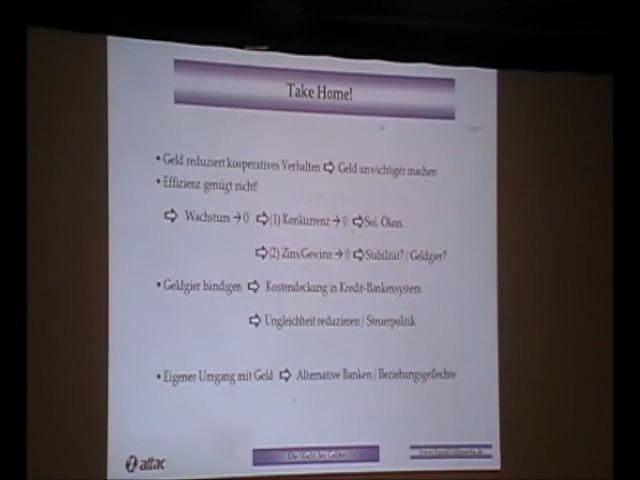 Take Home!
• Geld reduziert kooperatives Verhalten ⇨ Geld unwichtiger machen
• Effizienz genügt nicht!
⇨ Wachstum → 0 ⇨ (1) Konkurrenz → 0 ⇨ Sol. Ökon.
⇨ (2) Zins/Gewinn → 0 ⇨ Stabilität? / Geldgier?
• Geldgier bändigen ⇨ Kostendeckung in Kredit-Bankensystem
⇨ Ungleichheit reduzieren / Steuerpolitik
• Eigener Umgang mit Geld ⇨ Alternative Banken / Beziehungsgeflechte
attac
Die Macht des Geldes